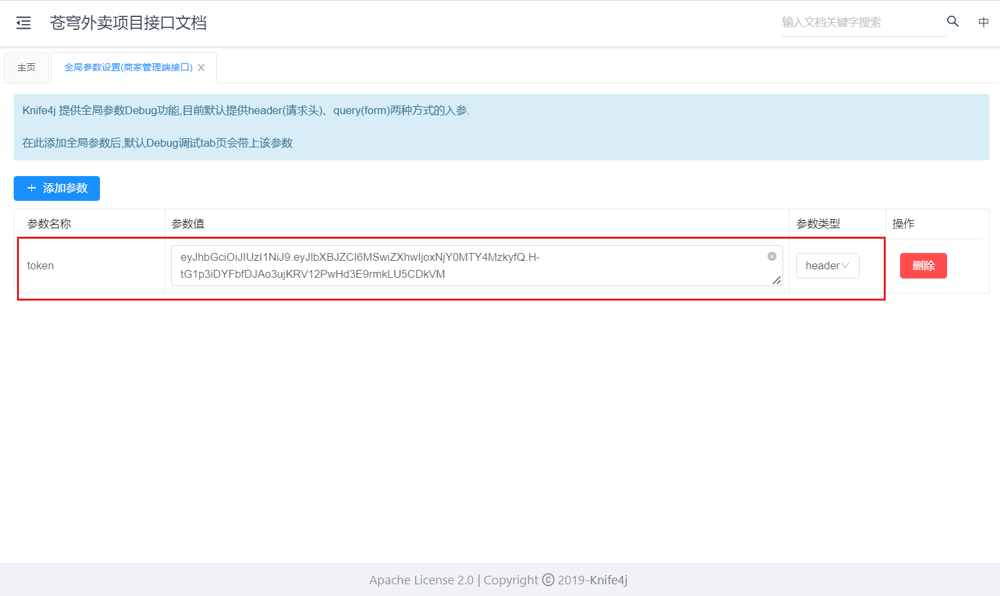 苍穹外卖项目接口文档
输入文档关键字搜索
中
主页
全局参数设置(商家管理端接口)
Knife4j 提供全局参数Debug功能,目前默认提供header(请求头)、query(form)两种方式的入参.
在此添加全局参数后,默认Debug调试tab页会带上该参数
添加参数
参数名称 参数值 参数类型 操作
token
eyJhbGciOiJIUzI1NiJ9.eyJlbXBJZCI6MSwiZXhwIjoxNjY0MTY4MzkyfQ.H-
tG1p3iDYFbfDJAo3ujKRV12PwHd3E9rmkLU5CDkVM
header
删除
Apache License 2.0 | Copyright © 2019-Knife4j